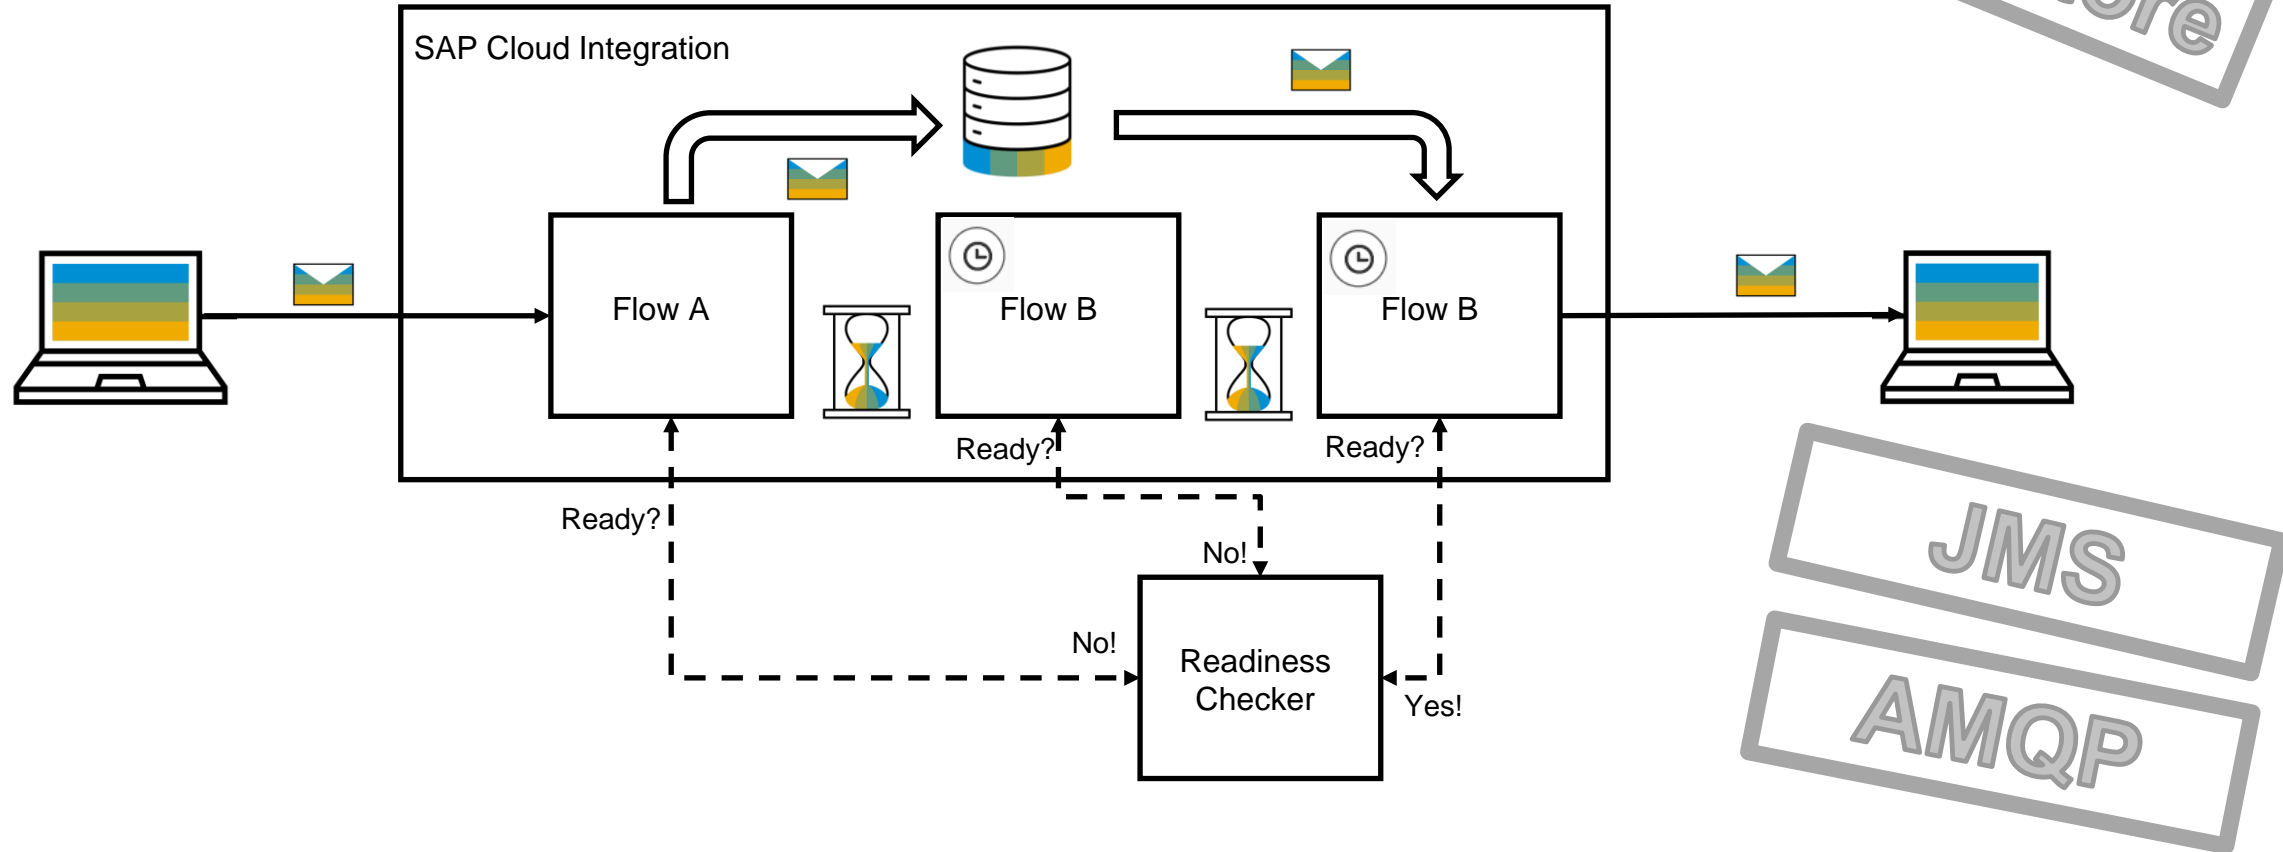 SAP Cloud Integration
Flow A
Flow B
Flow B
Ready?
Ready?
Ready?
No!
No!
Readiness
Checker
Yes!
JMS
AMQP